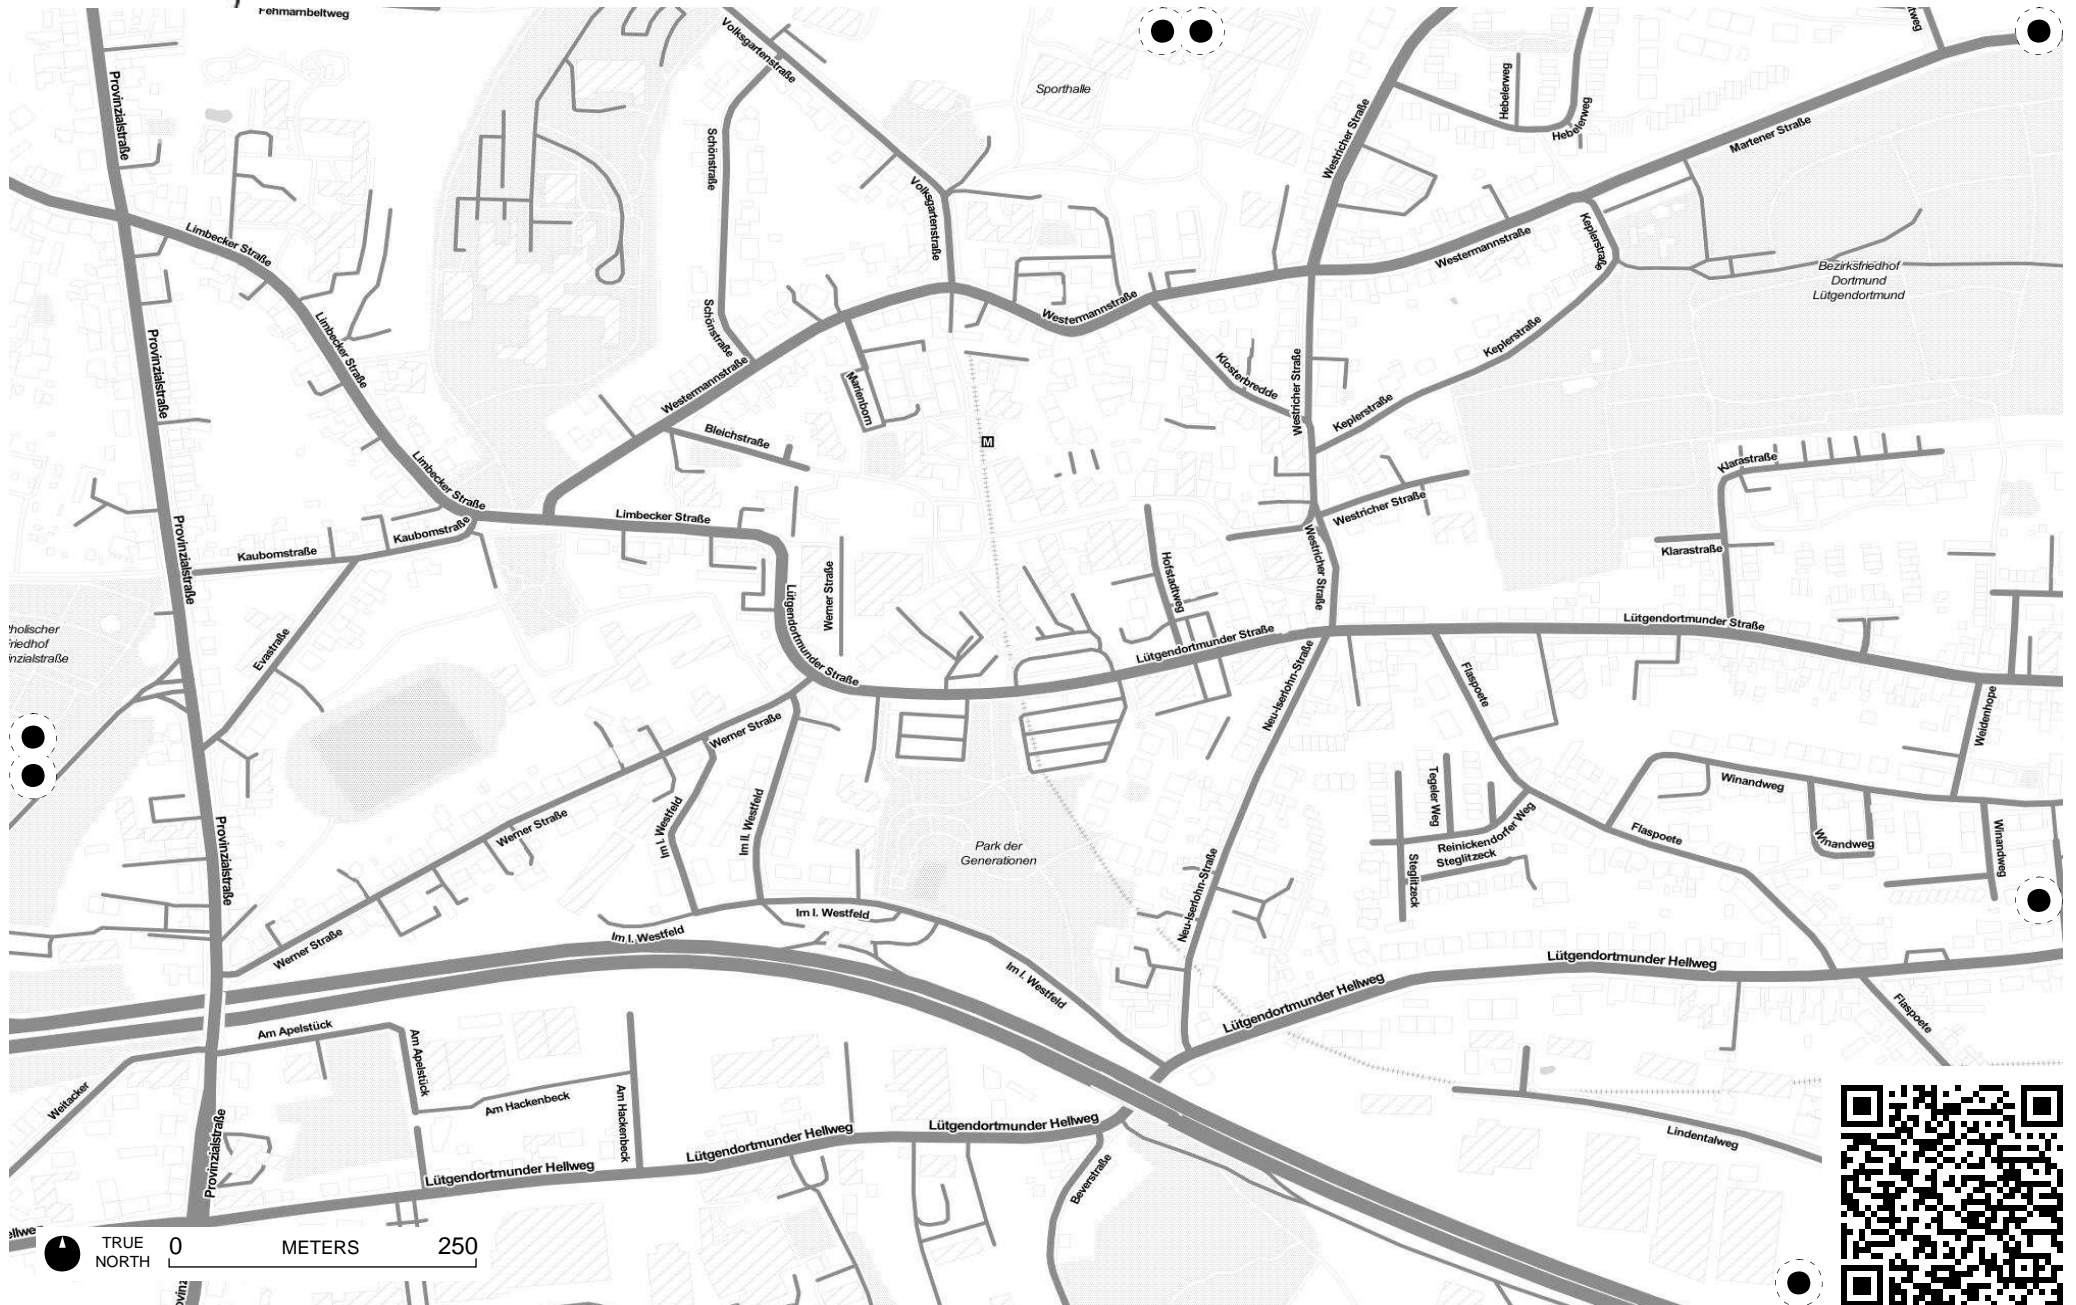 Fehmarnbeltweg
Provinzialstraße
Volksgartenstraße
Sporthalle
Hebelerweg
Hebelerweg
Westricher Straße
Martener Straße
Schönstraße
Volksgartenstraße
Limbecker Straße
Keplerstraße
Westermannstraße
Bezirksfriedhof
Dortmund
Lütgendortmund
Westermannstraße
Limbecker Straße
Provinzialstraße
Schönstraße
Keplerstraße
Klosterbredde
Westricher Straße
Westermannstraße
Marienborn
Keplerstraße
Bleichstraße
M
Klarastraße
Limbecker Straße
Westricher Straße
Limbecker Straße
Kaubomstraße
Kaubomstraße
Provinzialstraße
Klarastraße
Westricher Straße
Hofstadtweg
Werner Straße
Lütgendortmunder Straße
Lütgendortmunder Straße
Lütgendortmunder Straße
Evastraße
tholischer
riedhof
inzialstraße
Neu-Iserlohn-Straße
Flaspoete
Weidenhope
Werner Straße
Winandweg
Tegeler Weg
Im I. Westfeld
Im II. Westfeld
Werner Straße
Reinickendorfer Weg
Steglitzeck
Steglitzeck
Flaspoete
Winandweg
Winandweg
Park der
Generationen
Provinzialstraße
Neu-Iserlohn-Straße
Im I. Westfeld
Im I. Westfeld
Werner Straße
Im I. Westfeld
Lütgendortmunder Hellweg
Lütgendortmunder Hellweg
Flaspoete
Am Apelstück
Am Apelstück
Weitacker
Am Hackenbeck
Am Hackenbeck
Lütgendortmunder Hellweg
Lütgendortmunder Hellweg
Lütgendortmunder Hellweg
Lindentalweg
Beverstraße
Provinzialstraße
ellwe
TRUE
NORTH
0 METERS 250